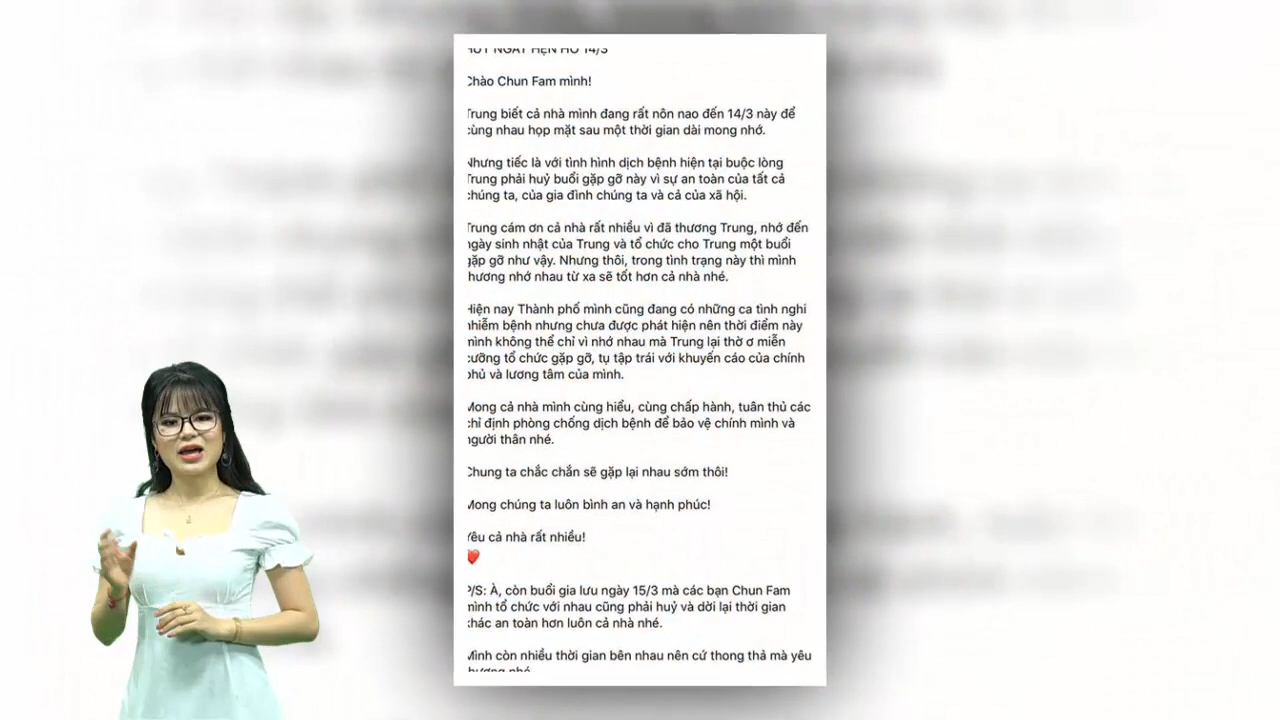 HUỶ NGÀY HẸN HÒ 14/3
Chào Chun Fam mình!
Trung biết cả nhà mình đang rất nôn nao đến 14/3 này để
cùng nhau họp mặt sau một thời gian dài mong nhớ.
Nhưng tiếc là với tình hình dịch bệnh hiện tại buộc lòng
Trung phải huỷ buổi gặp gỡ này vì sự an toàn của tất cả
chúng ta, của gia đình chúng ta và cả của xã hội.
Trung cám ơn cả nhà rất nhiều vì đã thương Trung, nhớ đến
ngày sinh nhật của Trung và tổ chức cho Trung một buổi
gặp gỡ như vậy. Nhưng thôi, trong tình trạng này thì mình
thương nhớ nhau từ xa sẽ tốt hơn cả nhà nhé.
Hiện nay Thành phố mình cũng đang có những ca tình nghi
nhiễm bệnh nhưng chưa được phát hiện nên thời điểm này
mình không thể chỉ vì nhớ nhau mà Trung lại thờ ơ miễn
cưỡng tổ chức gặp gỡ, tụ tập trái với khuyến cáo của chính
phủ và lương tâm của mình.
Mong cả nhà mình cùng hiểu, cùng chấp hành, tuân thủ các
chỉ định phòng chống dịch bệnh để bảo vệ chính mình và
người thân nhé.
Chung ta chắc chắn sẽ gặp lại nhau sớm thôi!
Mong chúng ta luôn bình an và hạnh phúc!
Yêu cả nhà rất nhiều!
❤️
P/S: À, còn buổi gia lưu ngày 15/3 mà các bạn Chun Fam
mình tổ chức với nhau cũng phải huỷ và dời lại thời gian
khác an toàn hơn luôn cả nhà nhé.
Mình còn nhiều thời gian bên nhau nên cứ thong thả mà yêu
thương nhé